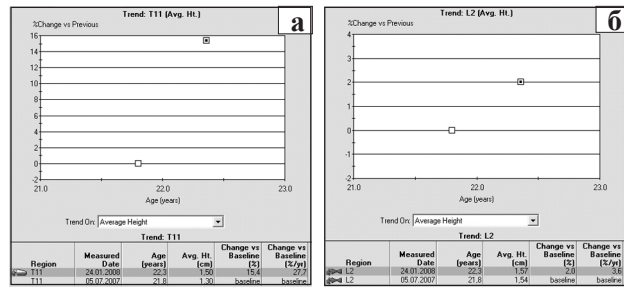 Trend: T11 (Avg. Ht.)
а
%Change vs Previous
16
14
12
10
8
6
4
2
0
-2
21.0
22.0
23.0
Age (years)
Trend On: Average Height
Trend: T11
Region Measured Date Age (years) Avg. Ht. (cm) Change vs Baseline (%) Change vs Baseline (%/yr)
T11 24.01.2008 22,3 1,50 15,4 27,7
T11 05.07.2007 21,8 1,30 baseline baseline
Trend: L2 (Avg. Ht.)
б
%Change vs Previous
4
3
2
1
0
-1
-2
21.0
22.0
23.0
Age (years)
Trend On: Average Height
Trend: L2
Region Measured Date Age (years) Avg. Ht. (cm) Change vs Baseline (%) Change vs Baseline (%/yr)
L2 24.01.2008 22,3 1,57 2,0 3,6
L2 05.07.2007 21,8 1,54 baseline baseline